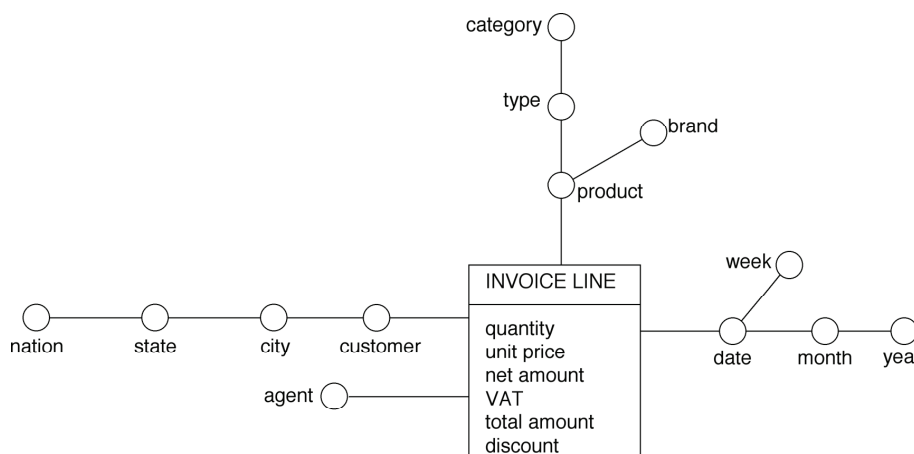 category
type
brand
product
week
INVOICE LINE
quantity
unit price
net amount
VAT
total amount
discount
nation
state
city
customer
agent
date
month
yea